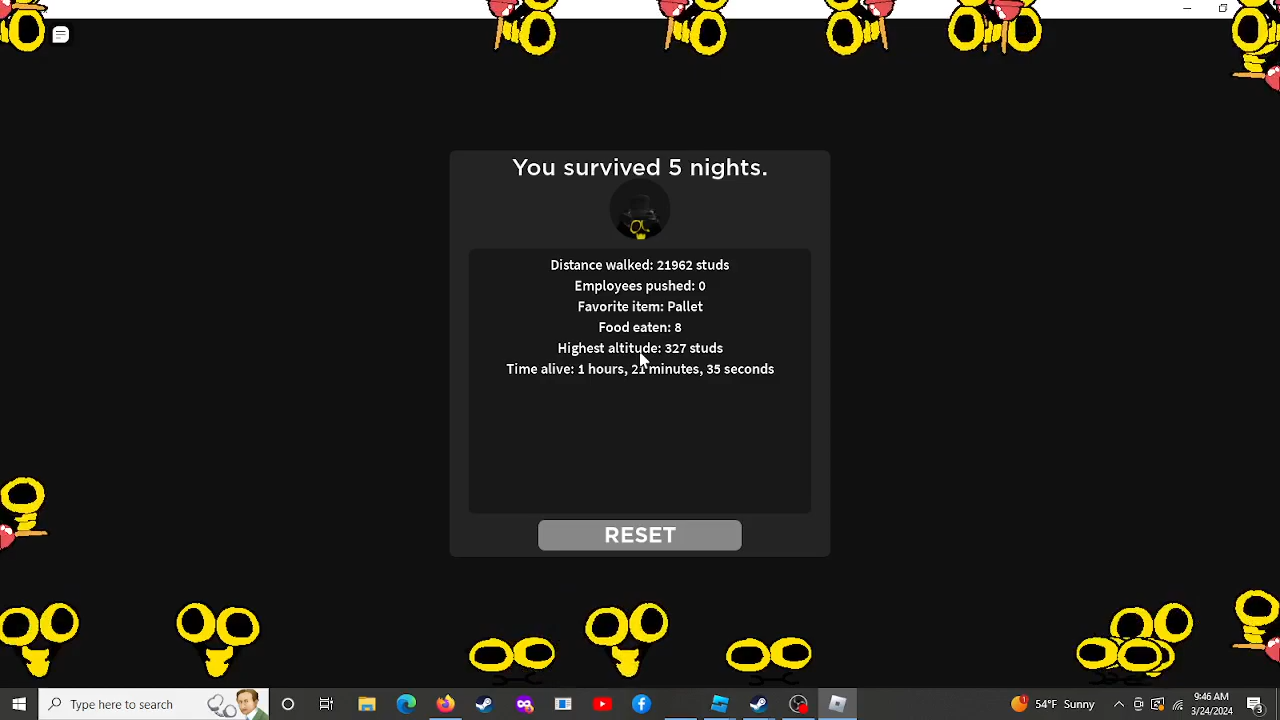 You survived 5 nights.
Distance walked: 21962 studs
Employees pushed: 0
Favorite item: Pallet
Food eaten: 8
Highest altitude: 327 studs
Time alive: 1 hours, 21 minutes, 35 seconds
RESET
Type here to search
54°F Sunny
9:46 AM
3/24/2024
3